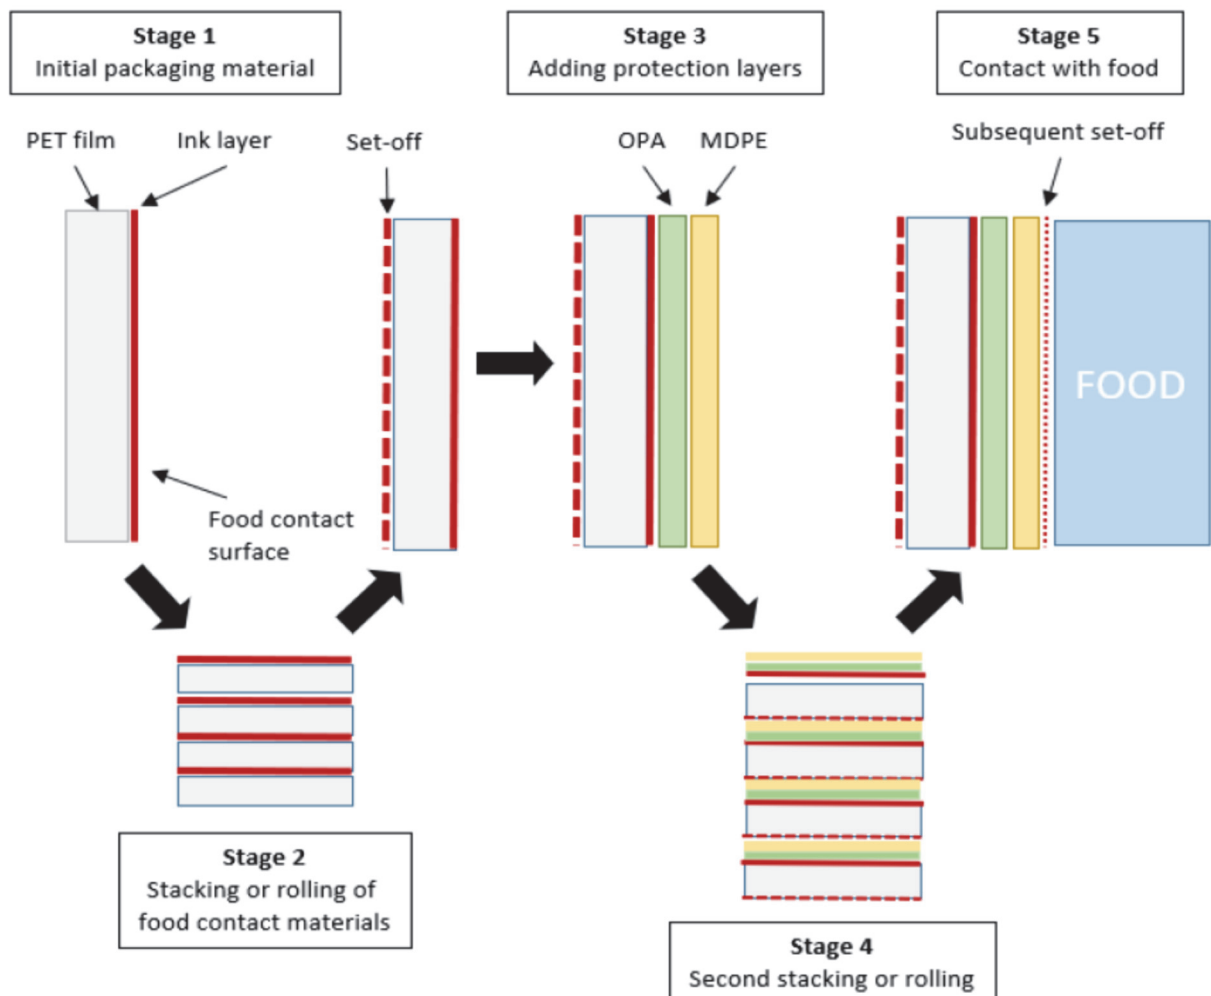 Stage 1
Initial packaging material
Stage 3
Adding protection layers
Stage 5
Contact with food
PET film
Ink layer
Set-off
OPA
MDPE
Subsequent set-off
FOOD
Food contact
surface
Stage 2
Stacking or rolling of
food contact materials
Stage 4
Second stacking or rolling